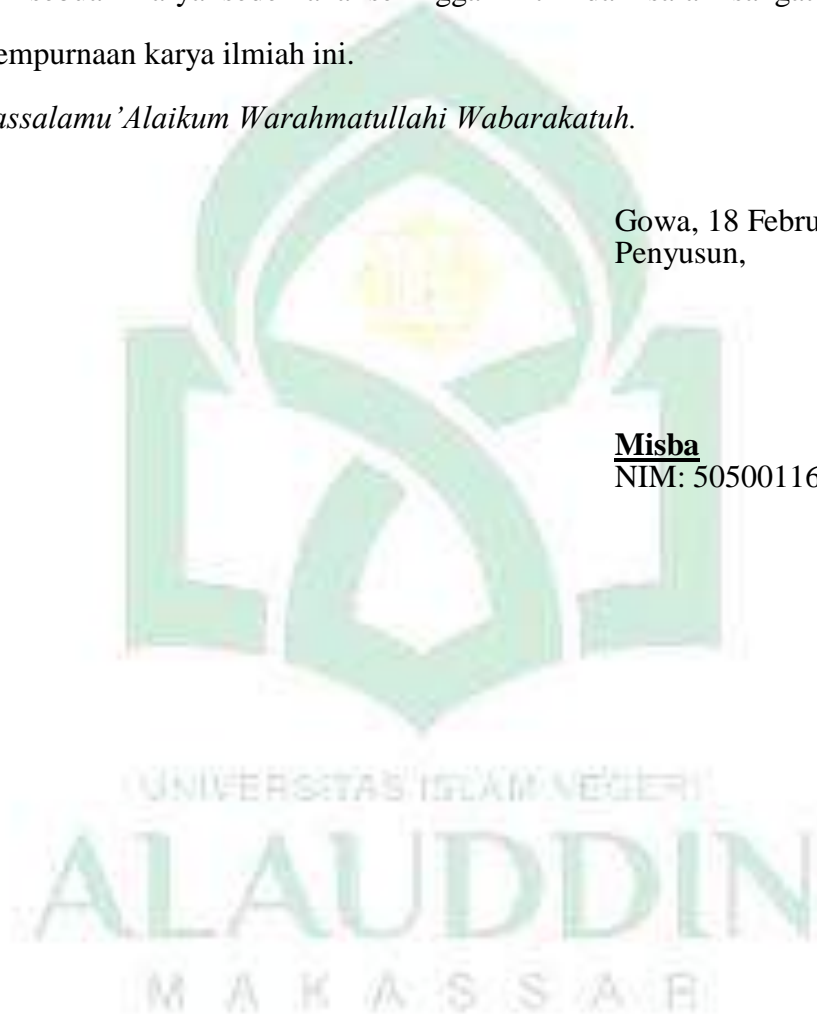 empurnaan karya ilmiah ini.
assalamu’Alaikum Warahmatullahi Wabarakatuh.
Gowa, 18 Febru
Penyusun,
Misba
NIM: 50500116
UNIVERSITAS ISLAM NEGERI
ALAUDDIN
MAKASSAR